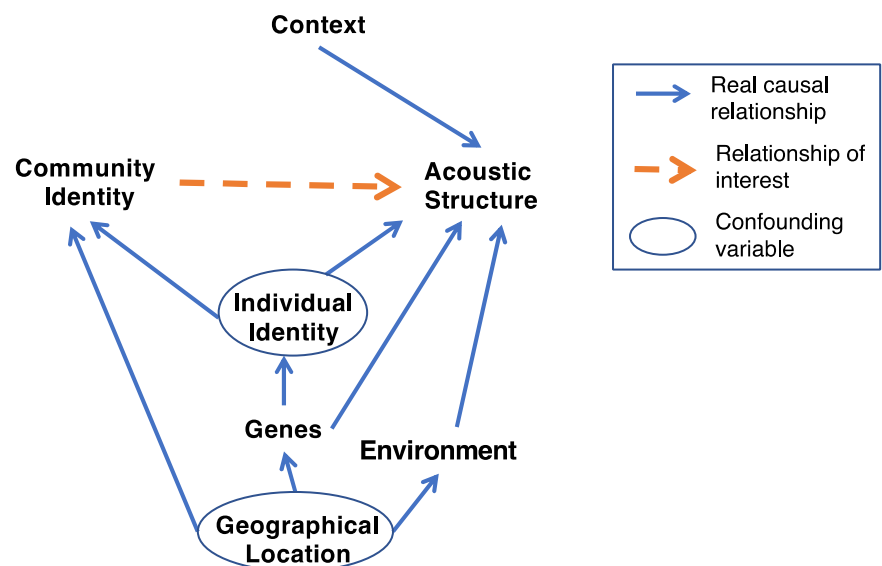 Context
Community
Identity
Acoustic
Structure
Individual
Identity
Genes
Environment
Geographical
Location
Real causal
relationship
Relationship of
interest
Confounding
variable